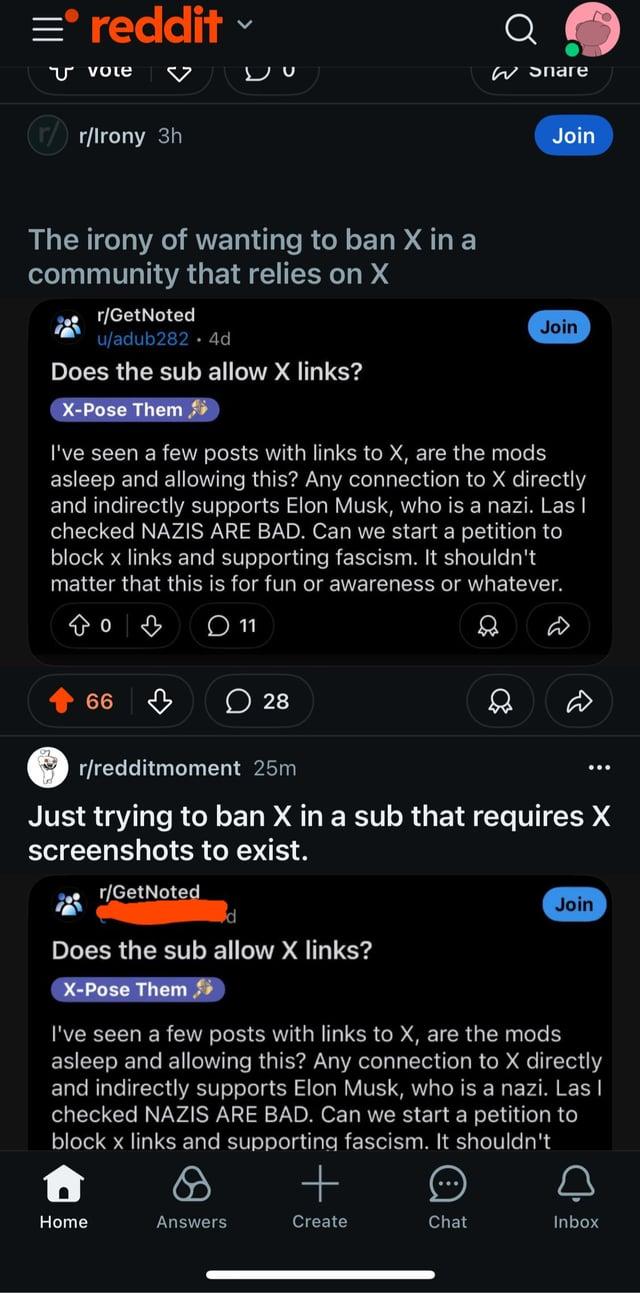 reddit
Vote 0 Share
r/ r/Irony 3h Join
The irony of wanting to ban X in a
community that relies on X
r/GetNoted
u/adub282 • 4d Join
Does the sub allow X links?
X-Pose Them
I've seen a few posts with links to X, are the mods
asleep and allowing this? Any connection to X directly
and indirectly supports Elon Musk, who is a nazi. Las I
checked NAZIS ARE BAD. Can we start a petition to
block x links and supporting fascism. It shouldn't
matter that this is for fun or awareness or whatever.
0 11
66 28
r/redditmoment 25m
Just trying to ban X in a sub that requires X
screenshots to exist.
r/GetNoted
d Join
Does the sub allow X links?
X-Pose Them
I've seen a few posts with links to X, are the mods
asleep and allowing this? Any connection to X directly
and indirectly supports Elon Musk, who is a nazi. Las I
checked NAZIS ARE BAD. Can we start a petition to
block x links and supporting fascism. It shouldn't
Home Answers Create Chat Inbox